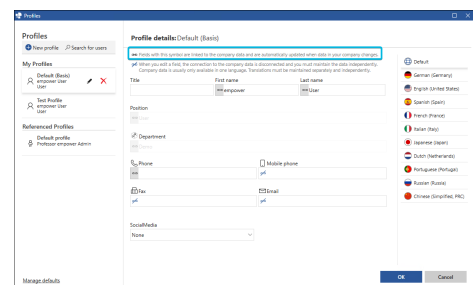 Profiles
Profiles
New profile
Search for users
My Profiles
Default (Basis)
empower User
User
Test Profile
empower User
User
Referenced Profiles
Default profile
Professor empower Admin
Manage defaults
Profile details: Default (Basis)
Fields with this symbol are linked to the company data and are automatically updated when data in your company changes.
When you edit a field, the connection to the company data is disconnected and you must maintain the data independently.
Company data is usually only available in one language. Transitions must be maintained separately and independently.
Title
First name
Last name
empower
User
Position
User
Department
Phone
Mobile phone
Fax
Email
SocialMedia
None
Default
German (Germany)
English (United States)
Spanish (Spain)
French (France)
Italian (Italy)
Japanese (Japan)
Dutch (Netherlands)
Portuguese (Portugal)
Russian (Russia)
Chinese (Simplified, PRC)
OK
Cancel